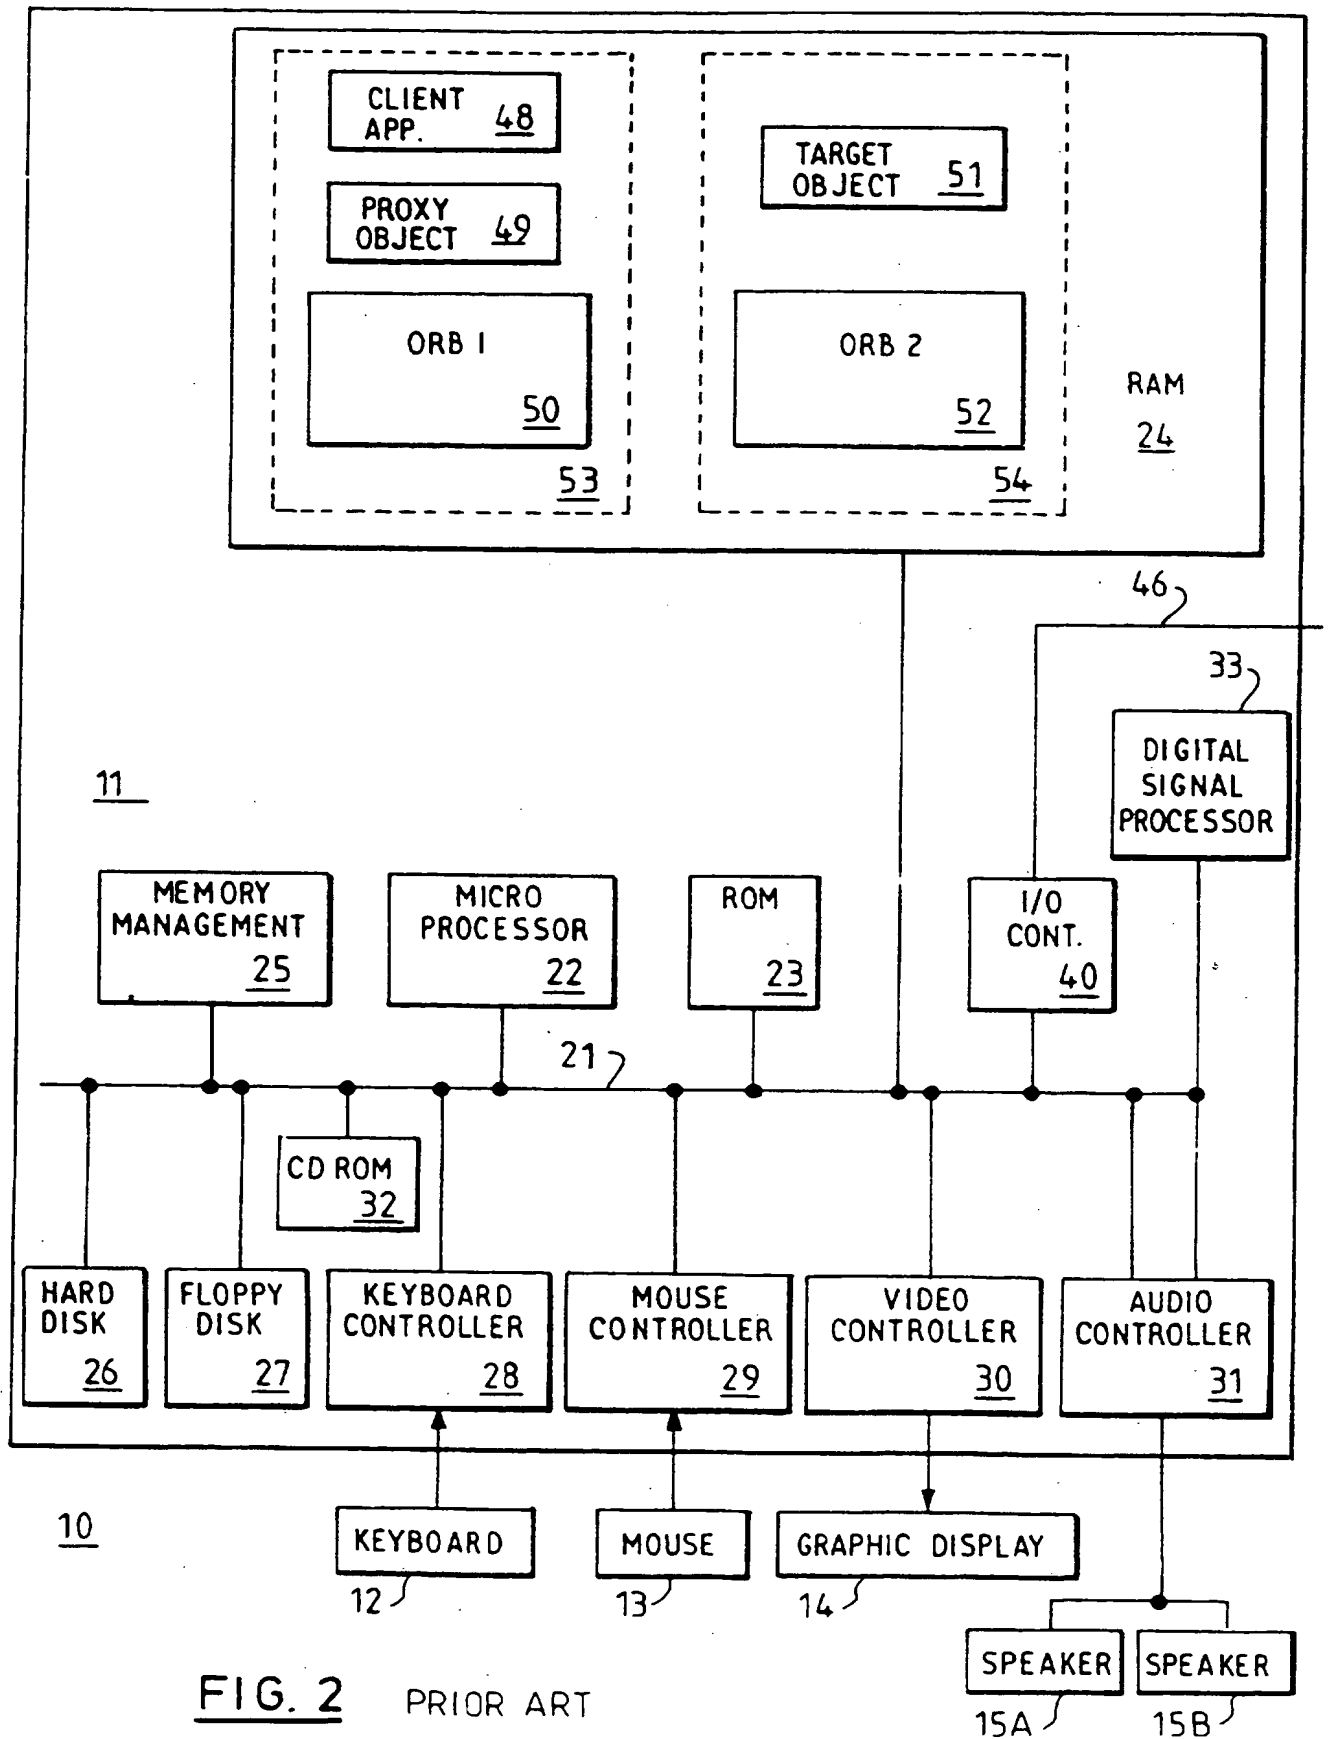 CLIENT
APP. 48
PROXY
OBJECT 49
ORB 1
50
53
TARGET
OBJECT 51
ORB 2
52
54
RAM
24
46
33
DIGITAL
SIGNAL
PROCESSOR
11
MEMORY
MANAGEMENT
25
MICRO
PROCESSOR
22
ROM
23
I/O
CONT.
40
21
CD ROM
32
HARD
DISK
26
FLOPPY
DISK
27
KEYBOARD
CONTROLLER
28
MOUSE
CONTROLLER
29
VIDEO
CONTROLLER
30
AUDIO
CONTROLLER
31
10
KEYBOARD
12
MOUSE
13
GRAPHIC DISPLAY
14
SPEAKER
15A
SPEAKER
15B
FIG. 2 PRIOR ART